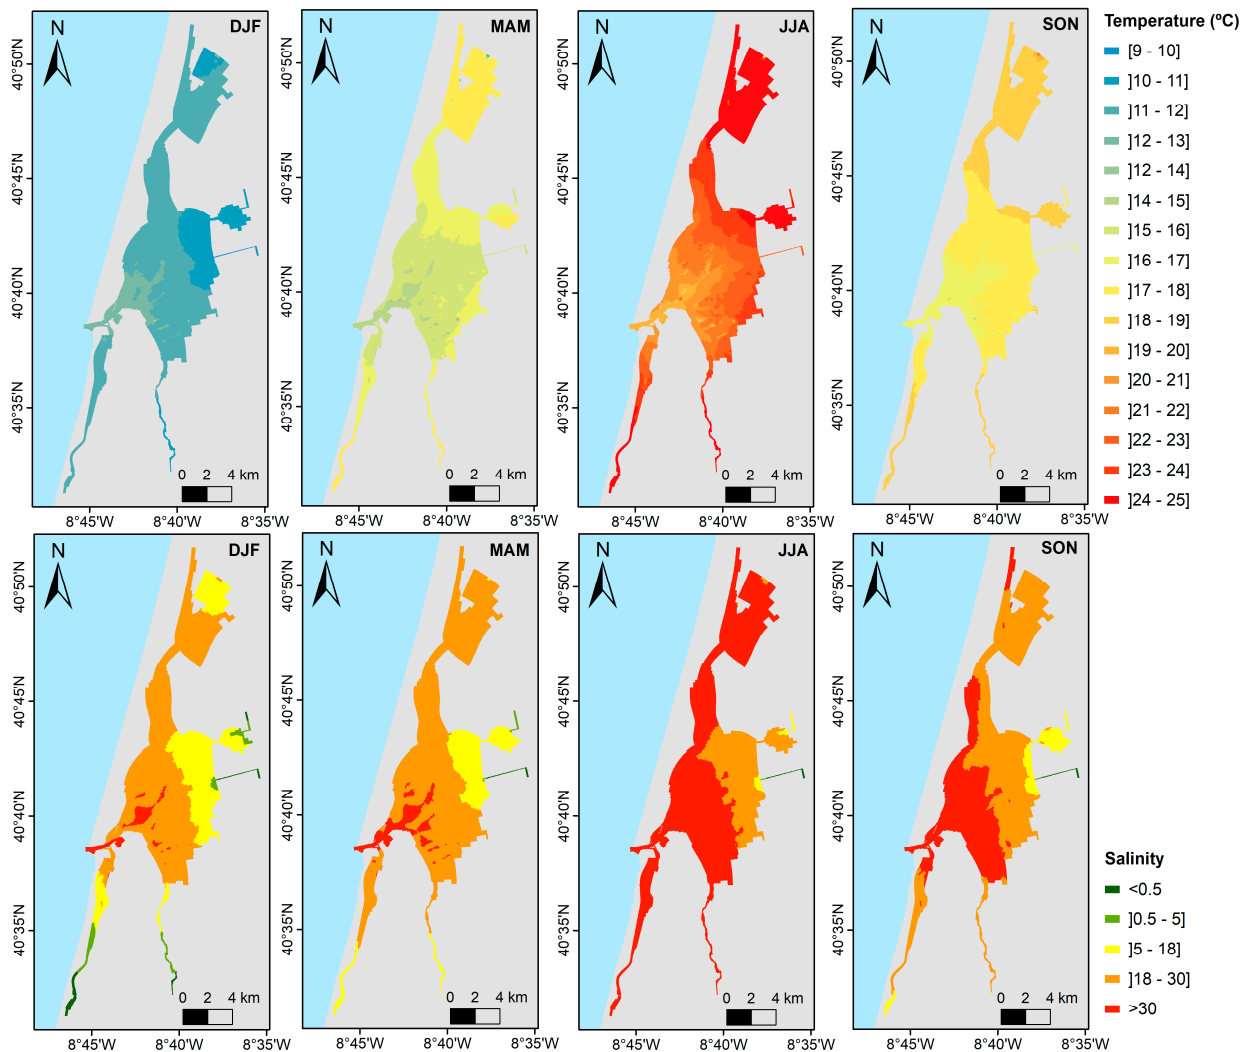 N
DJF
40°50'N
40°45'N
40°40'N
40°35'N
0 2 4 km
8°45'W 8°40'W 8°35'W
N
MAM
40°50'N
40°45'N
40°40'N
40°35'N
0 2 4 km
8°45'W 8°40'W 8°35'W
N
JJA
40°50'N
40°45'N
40°40'N
40°35'N
0 2 4 km
8°45'W 8°40'W 8°35'W
N
SON
40°50'N
40°45'N
40°40'N
40°35'N
0 2 4 km
8°45'W 8°40'W 8°35'W
Temperature (ºC)
]9 - 10]
]10 - 11]
]11 - 12]
]12 - 13]
]12 - 14]
]14 - 15]
]15 - 16]
]16 - 17]
]17 - 18]
]18 - 19]
]19 - 20]
]20 - 21]
]21 - 22]
]22 - 23]
]23 - 24]
]24 - 25]
N
DJF
40°50'N
40°45'N
40°40'N
40°35'N
0 2 4 km
8°45'W 8°40'W 8°35'W
N
MAM
40°50'N
40°45'N
40°40'N
40°35'N
0 2 4 km
8°45'W 8°40'W 8°35'W
N
JJA
40°50'N
40°45'N
40°40'N
40°35'N
0 2 4 km
8°45'W 8°40'W 8°35'W
N
SON
40°50'N
40°45'N
40°40'N
40°35'N
0 2 4 km
8°45'W 8°40'W 8°35'W
Salinity
<0.5
]0.5 - 5]
]5 - 18]
]18 - 30]
>30